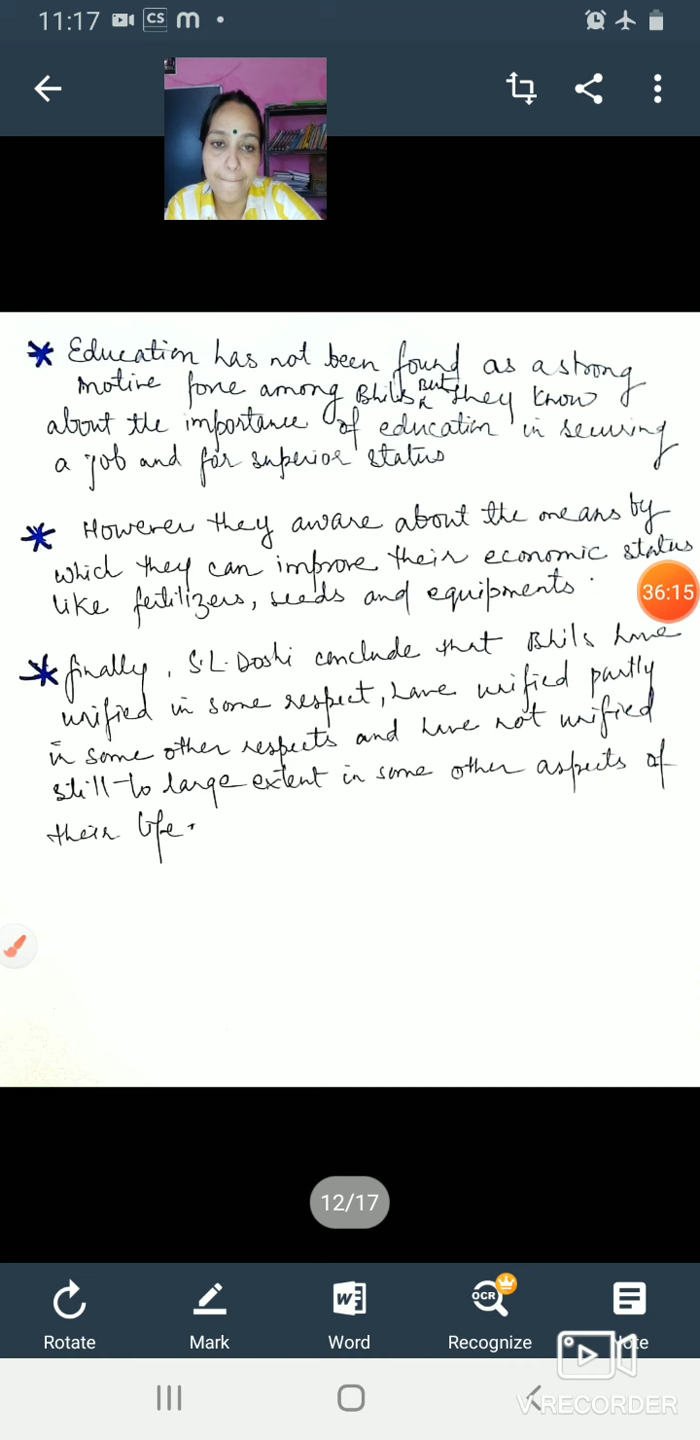 11:17 CS m
* Education has not been found as a strong
motive force among Bhils But they know
about the importance of education in securing
a job and for superior status
* However they aware about the means by
which they can improve their economic status
like fertilizers, seeds and equipments.
36:15
* Finally, S.L. Doshi conclude that Bhils have
unified in some respect, have unified partly
in some other respects and have not unified
still to large extent in some other aspects of
their life.
12/17
Rotate Mark Word Recognize Note
W OCR
V RECORDER